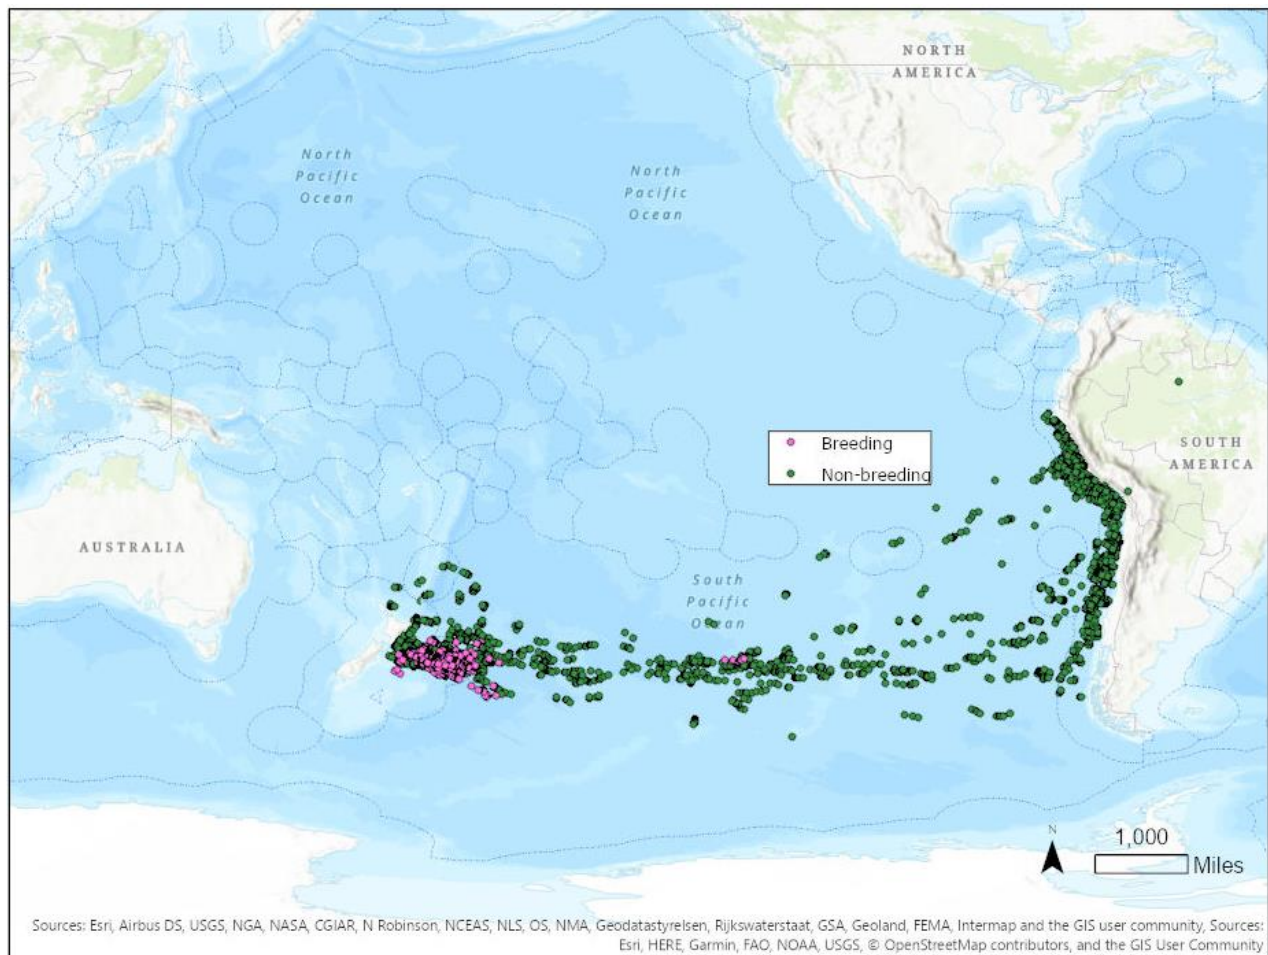 NORTH
AMERICA
North
Pacific
Ocean
North
Pacific
Ocean
Breeding
Non-breeding
SOUTH
AMERICA
AUSTRALIA
South
Pacific
Ocean
N
1,000
Miles
Sources: Esri, Airbus DS, USGS, NGA, NASA, CGIAR, N Robinson, NCEAS, NLS, OS, NMA, Geodatastyrelsen, Rijkswaterstaat, GSA, Geoland, FEMA, Intermap and the GIS user community, Sources:
Esri, HERE, Garmin, FAO, NOAA, USGS, © OpenStreetMap contributors, and the GIS User Community